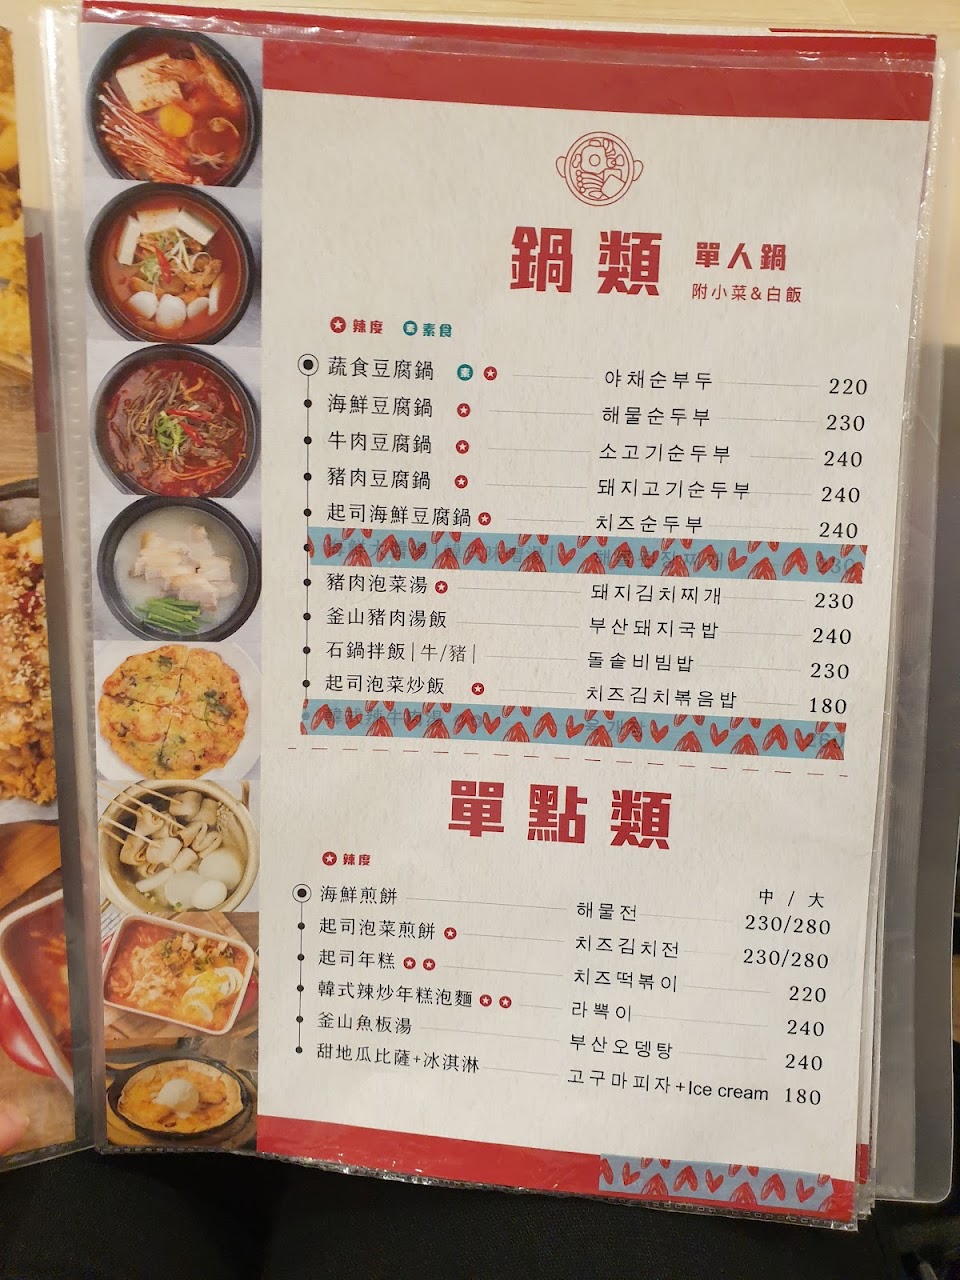 鍋類 單人鍋
附小菜&白飯
辣度 素 素食
蔬食豆腐鍋 素 야채순부두 220
海鮮豆腐鍋 해물순두부 230
牛肉豆腐鍋 소고기순두부 240
豬肉豆腐鍋 돼지고기순두부 240
起司海鮮豆腐鍋 치즈순두부 240
豬肉泡菜湯 돼지김치찌개 230
釜山豬肉湯飯 부산돼지국밥 240
石鍋拌飯|牛/豬| 돌솥비빔밥 230
起司泡菜炒飯 치즈김치볶음밥 180
單點類
辣度
中 / 大
海鮮煎餅 해물전 230/280
起司泡菜煎餅 치즈김치전 230/280
起司年糕 치즈떡볶이 220
韓式辣炒年糕泡麵 라뽁이 240
釜山魚板湯 부산오뎅탕 240
甜地瓜比薩+冰淇淋 고구마피자+Ice cream 180